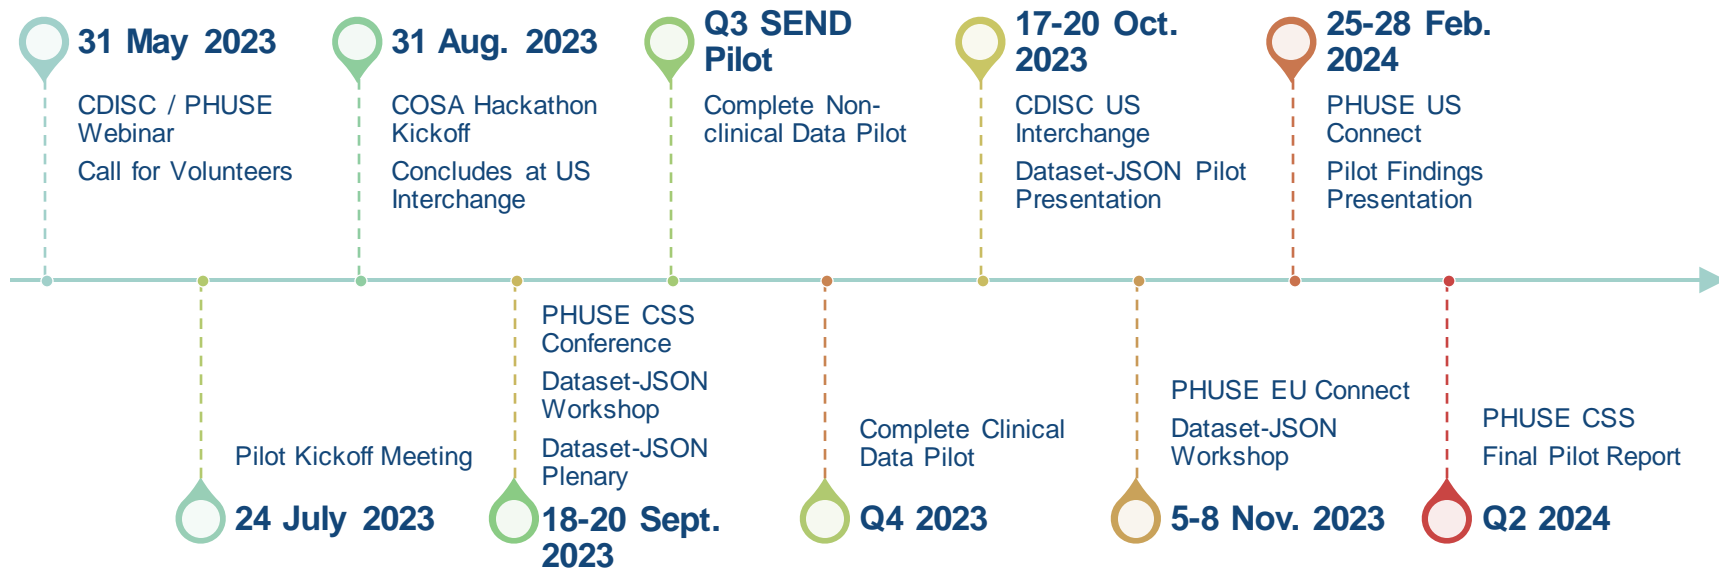 31 May 2023
CDISC / PHUSE
Webinar
Call for Volunteers
31 Aug. 2023
COSA Hackathon
Kickoff
Concludes at US
Interchange
Q3 SEND
Pilot
Complete Non-
clinical Data Pilot
17-20 Oct.
2023
CDISC US
Interchange
Dataset-JSON Pilot
Presentation
25-28 Feb.
2024
PHUSE US
Connect
Pilot Findings
Presentation
Pilot Kickoff Meeting
24 July 2023
PHUSE CSS
Conference
Dataset-JSON
Workshop
Dataset-JSON
Plenary
18-20 Sept.
2023
Complete Clinical
Data Pilot
Q4 2023
PHUSE EU Connect
Dataset-JSON
Workshop
5-8 Nov. 2023
PHUSE CSS
Final Pilot Report
Q2 2024